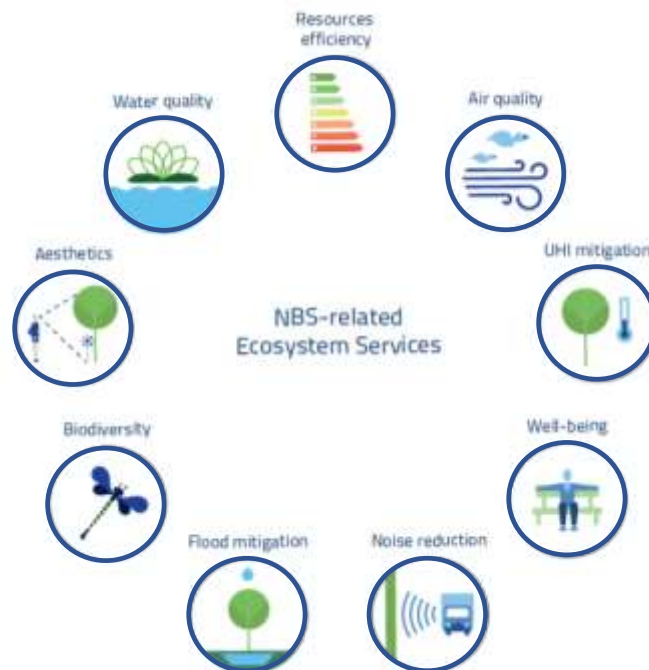 Resources
efficiency
Water quality
Air quality
Aesthetics
UHI mitigation
NBS-related
Ecosystem Services
Biodiversity
Well-being
Flood mitigation
Noise reduction